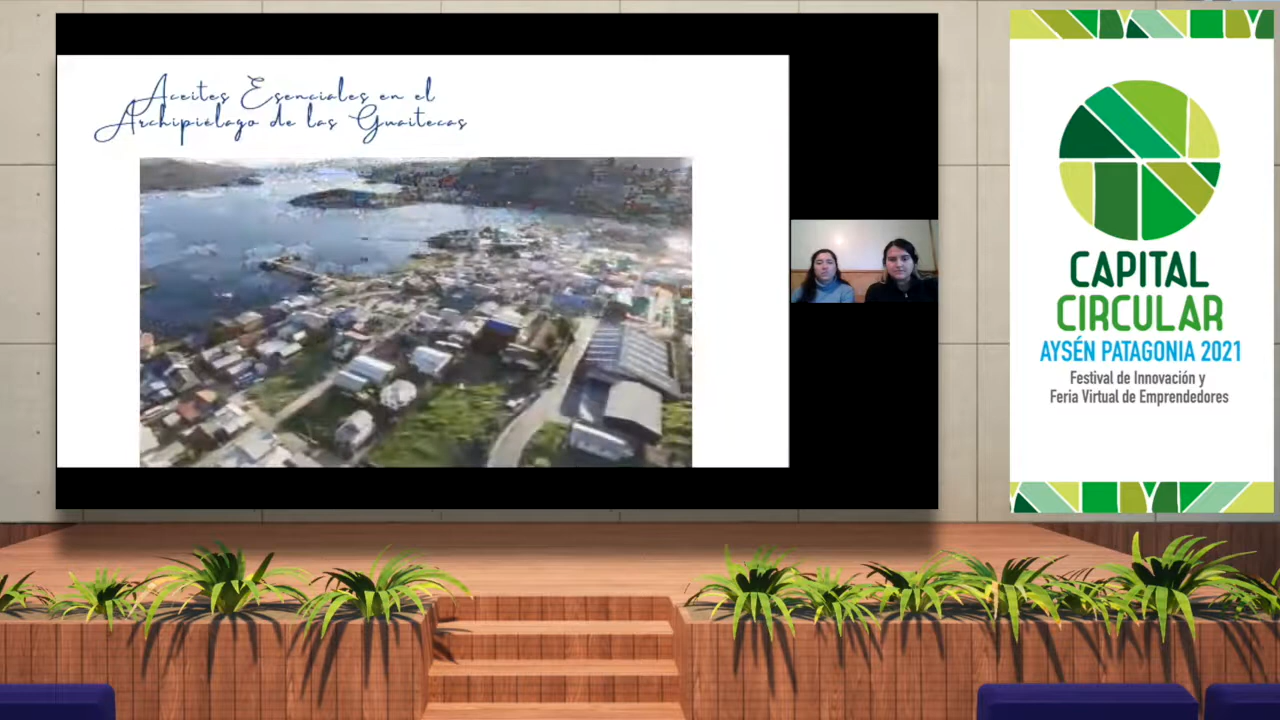 Aceites Esenciales en el
Archipiélago de las Guaitecas
CAPITAL
CIRCULAR
AYSÉN PATAGONIA 2021
Festival de Innovación y
Feria Virtual de Emprendedores